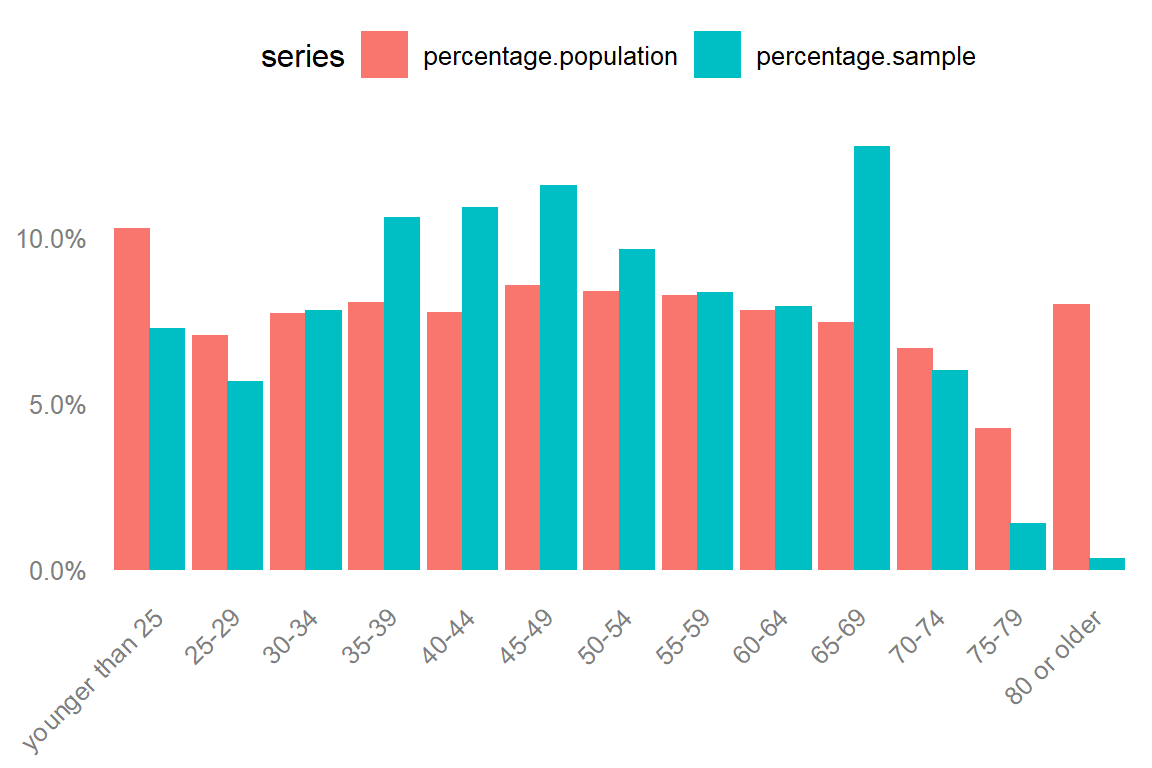 series percentage.population percentage.sample
10.0%
5.0%
0.0%
younger than 25 25-29 30-34 35-39 40-44 45-49 50-54 55-59 60-64 65-69 70-74 75-79 80 or older